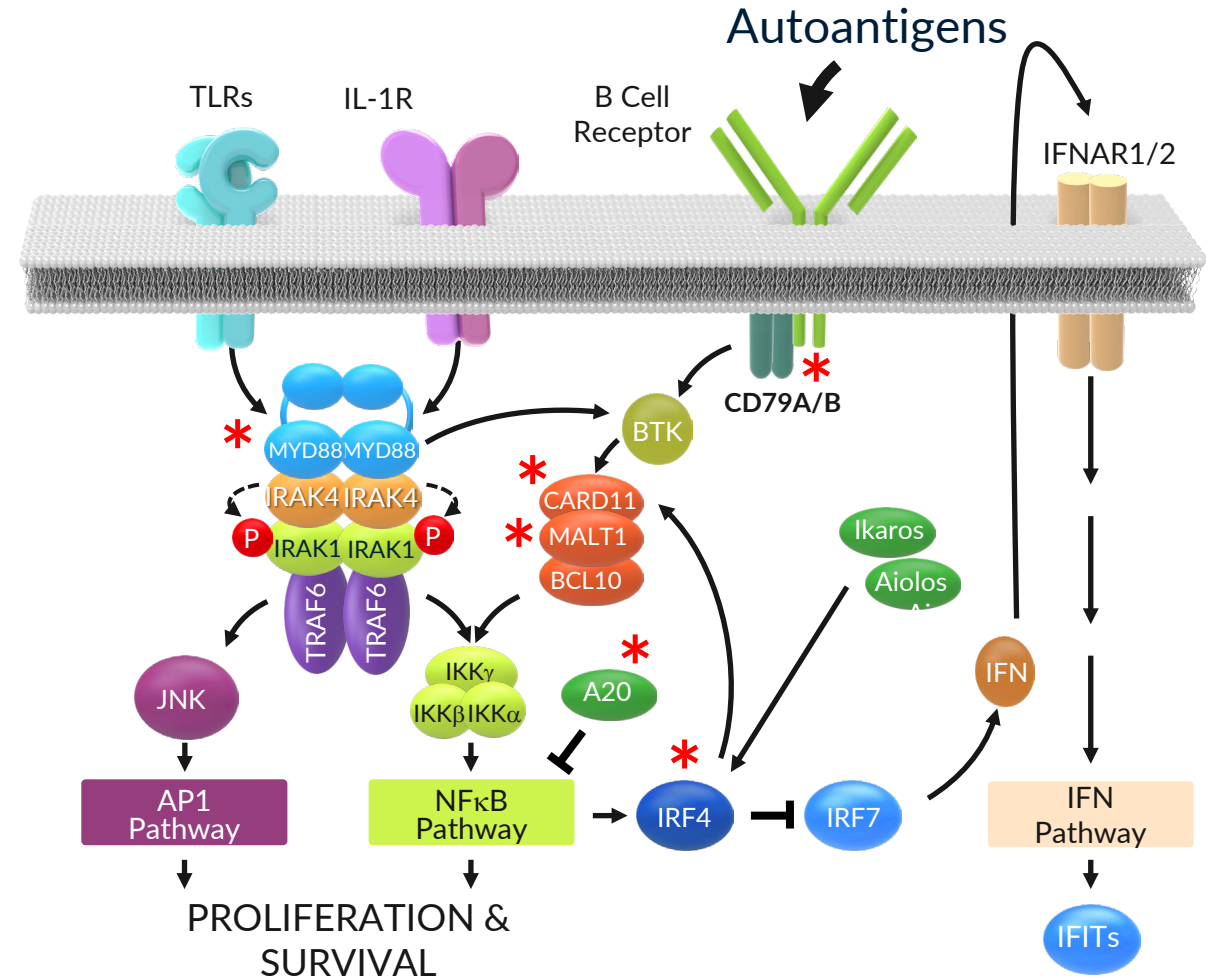 Autoantigens
TLRs
IL-1R
B Cell
Receptor
IFNAR1/2
CD79A/B
*
BTK
*
MYD88
MYD88
IRAK4
IRAK4
P
IRAK1
IRAK1
P
TRAF6
TRAF6
*
CARD11
*
MALT1
BCL10
Ikaros
Aiolos
JNK
IKKγ
IKKβ
IKKα
*
A20
IFN
AP1
Pathway
NFκB
Pathway
*
IRF4
IRF7
IFN
Pathway
PROLIFERATION &
SURVIVAL
IFITs